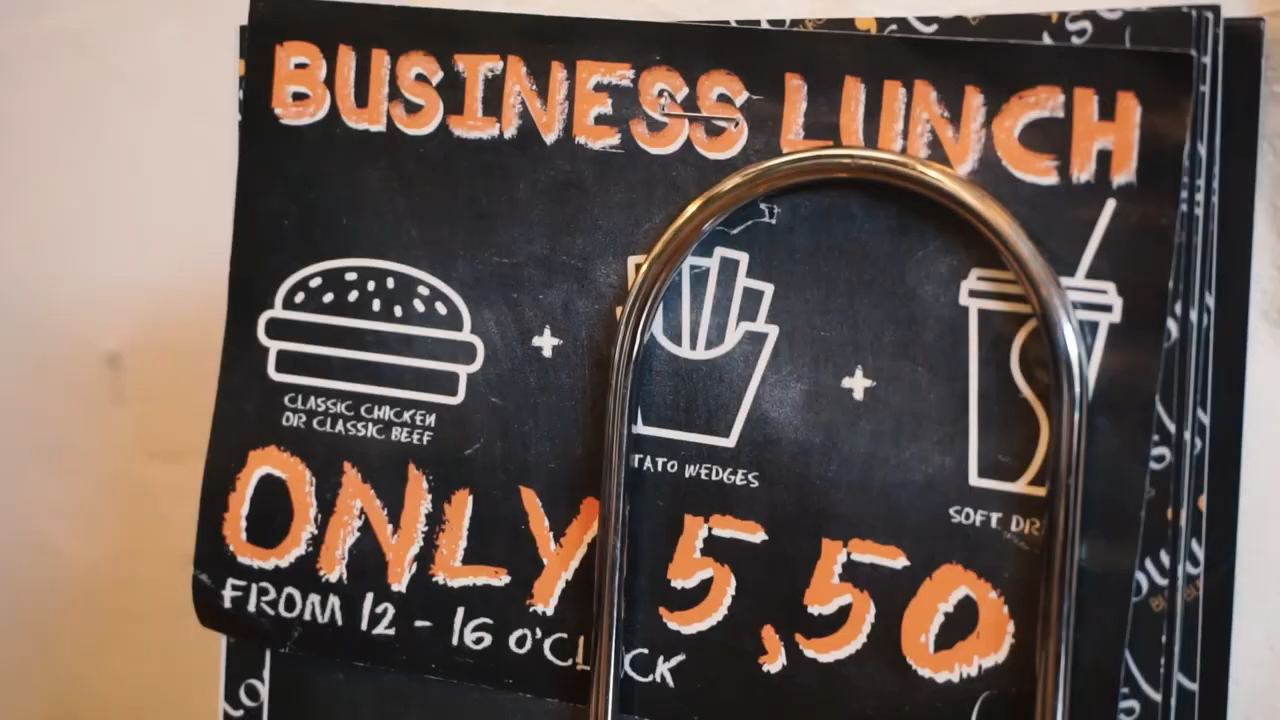 BUSINESS LUNCH
+
+
CLASSIC CHICKEN
OR CLASSIC BEEF
TATO WEDGES
SOFT DR
ONLY 5,50
FROM 12 - 16 O'CL CK